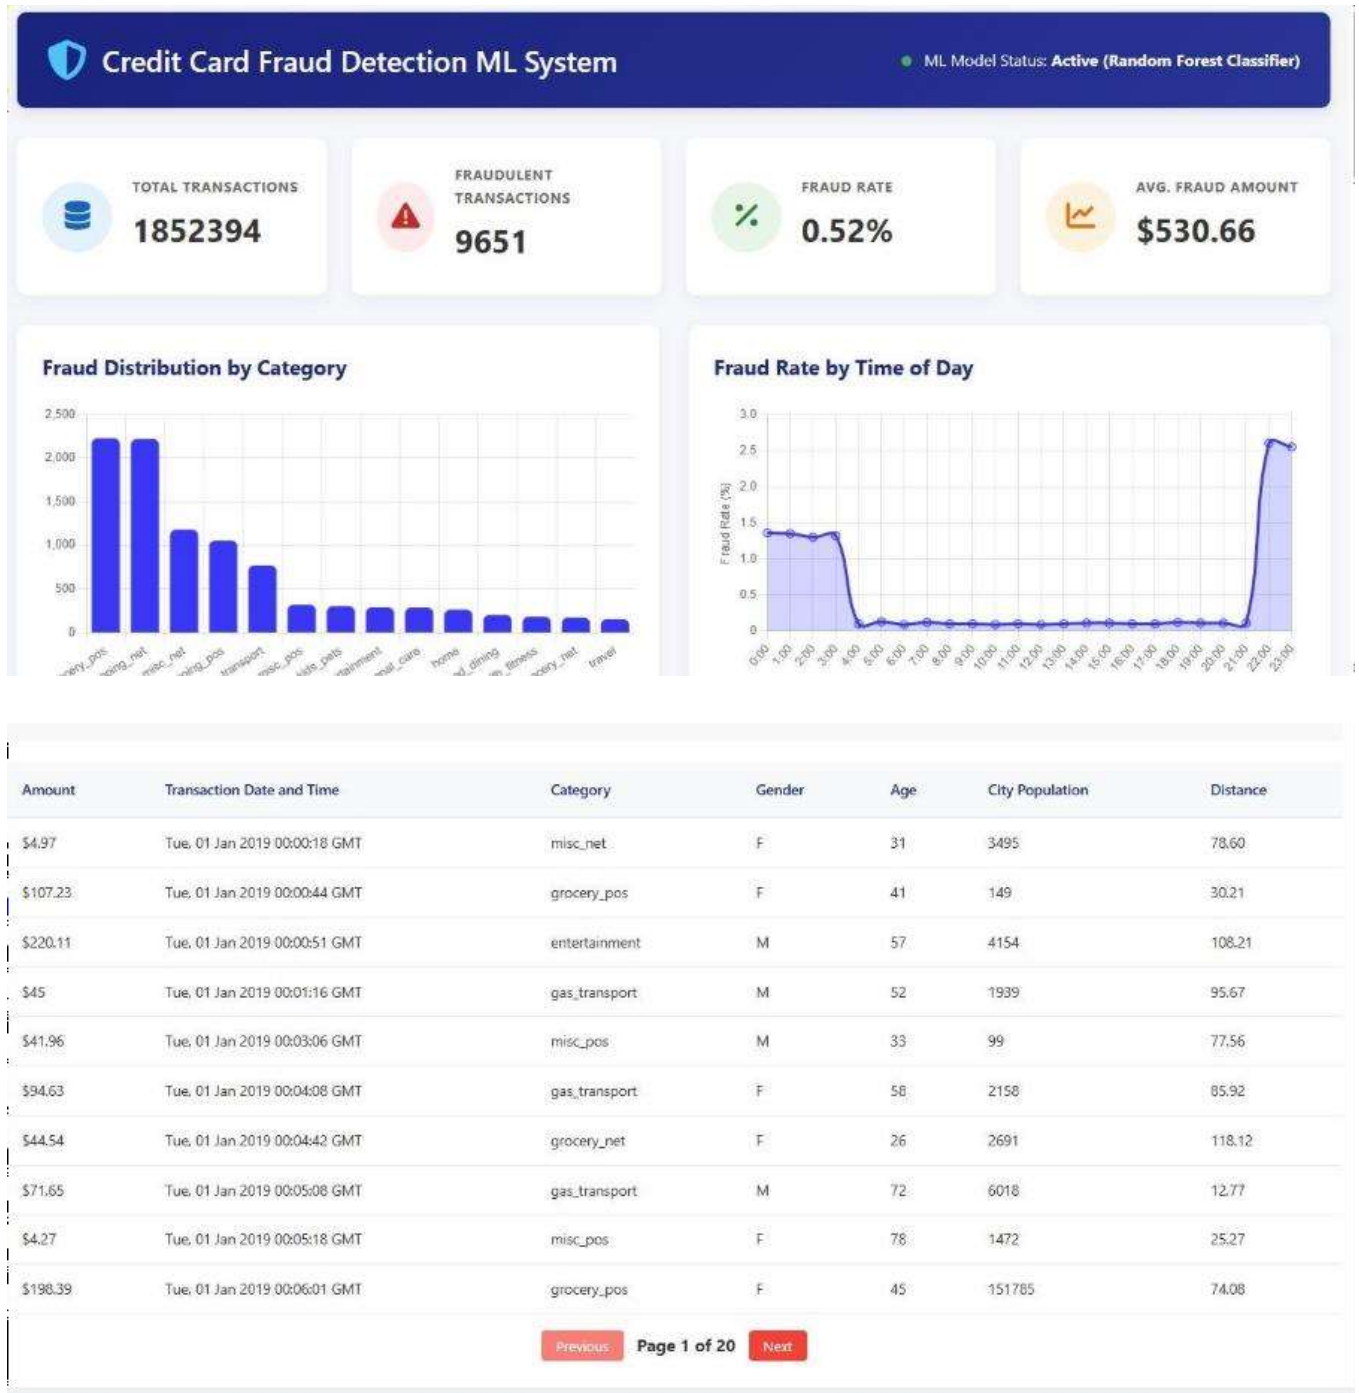 Credit Card Fraud Detection ML System
ML Model Status: Active (Random Forest Classifier)
TOTAL TRANSACTIONS
1852394
FRAUDULENT
TRANSACTIONS
9651
FRAUD RATE
0.52%
AVG. FRAUD AMOUNT
$530.66
Fraud Distribution by Category
2,500
2,000
1,500
1,000
500
0
ery_pos
ping_net
misc_net
ping_pos
transport
isc_pos
kids_pets
tainment
nal_care
home
d_dining
fitness
cery_net
travel
Fraud Rate by Time of Day
Fraud Rate (%)
3.0
2.5
2.0
1.5
1.0
0.5
0
0:00 1:00 2:00 3:00 4:00 5:00 6:00 7:00 8:00 9:00 10:00 11:00 12:00 13:00 14:00 15:00 16:00 17:00 18:00 19:00 20:00 21:00 22:00 23:00
Amount Transaction Date and Time Category Gender Age City Population Distance
$4.97 Tue, 01 Jan 2019 00:00:18 GMT misc_net F 31 3495 78.60
$107.23 Tue, 01 Jan 2019 00:00:44 GMT grocery_pos F 41 149 30.21
$220.11 Tue, 01 Jan 2019 00:00:51 GMT entertainment M 57 4154 108.21
$45 Tue, 01 Jan 2019 00:01:16 GMT gas_transport M 52 1939 95.67
$41.96 Tue, 01 Jan 2019 00:03:06 GMT misc_pos M 33 99 77.56
$94.63 Tue, 01 Jan 2019 00:04:08 GMT gas_transport F 58 2158 85.92
$44.54 Tue, 01 Jan 2019 00:04:42 GMT grocery_net F 26 2691 118.12
$71.65 Tue, 01 Jan 2019 00:05:08 GMT gas_transport M 72 6018 12.77
$4.27 Tue, 01 Jan 2019 00:05:18 GMT misc_pos F 78 1472 25.27
$198.39 Tue, 01 Jan 2019 00:06:01 GMT grocery_pos F 45 151785 74.08
Previous Page 1 of 20 Next